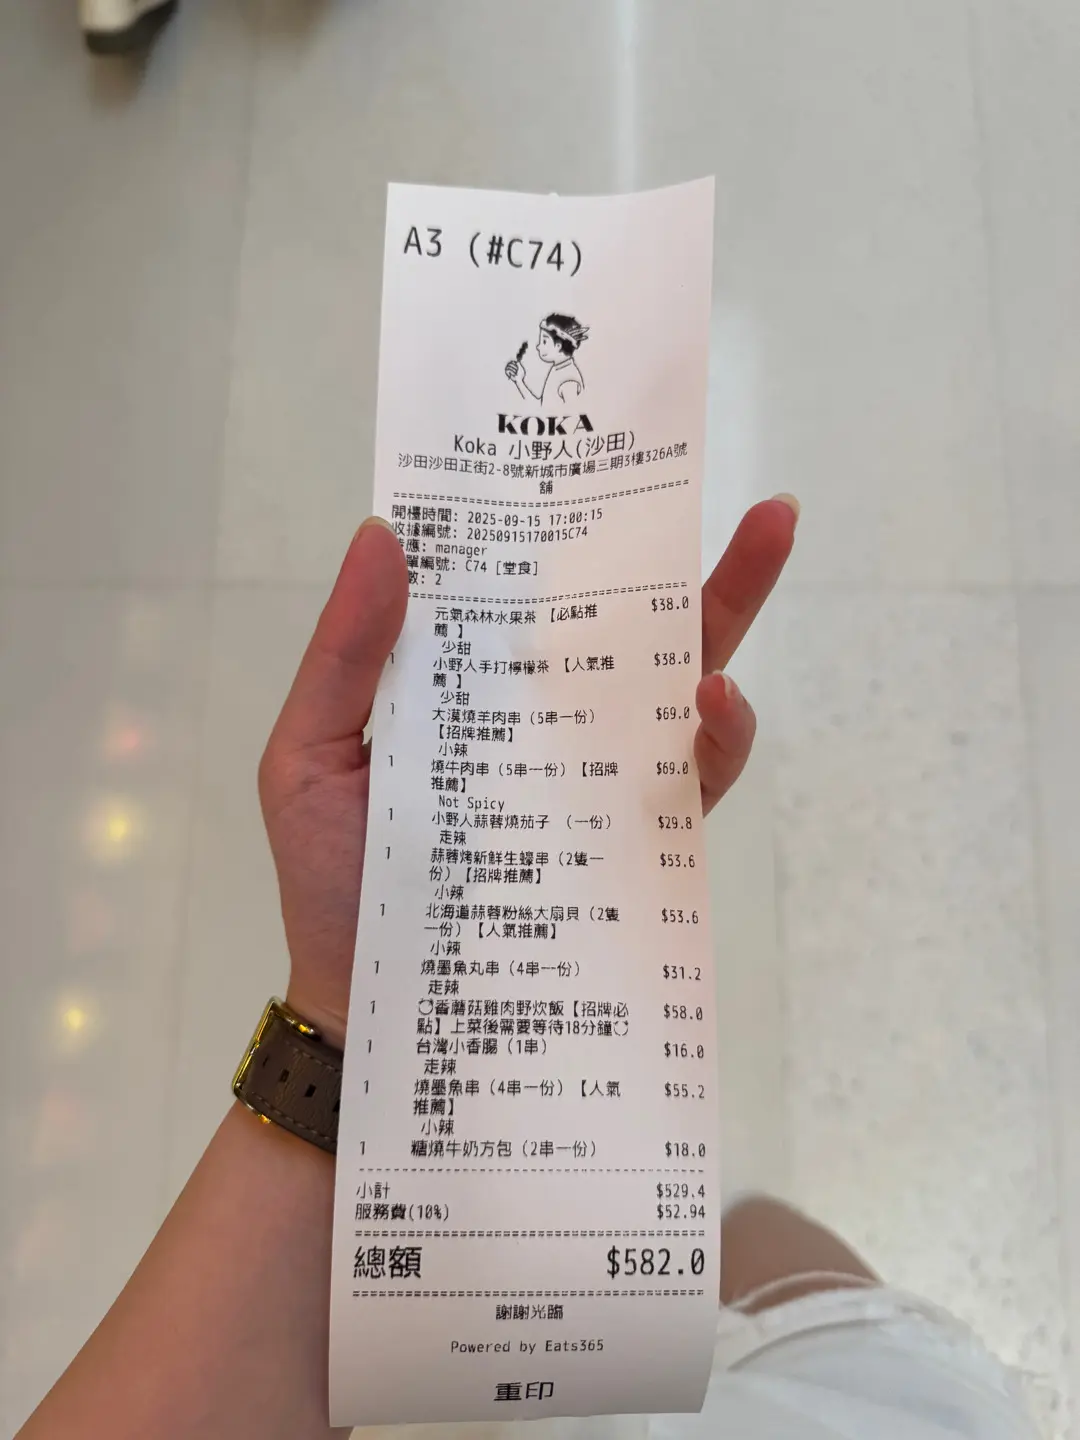 A3 (#C74)
KOKA
Koka 小野人(沙田)
沙田沙田正街2-8號新城市廣場三期3樓326A號
舖
開檯時間: 2025-09-15 17:00:15
收據編號: 20250915170015C74
應: manager
單編號: C74 [堂食]
數: 2
元氣森林水果茶 【必點推 $38.0
薦 】
少甜
1 小野人手打檸檬茶 【人氣推 $38.0
薦 】
少甜
1 大漠燒羊肉串 (5串一份) $69.0
【招牌推薦】
小辣
1 燒牛肉串 (5串一份) 【招牌 $69.0
推薦】
Not Spicy
1 小野人蒜蓉燒茄子 (一份) $29.8
走辣
1 蒜蓉烤新鮮生蠔串 (2隻一 $53.6
份) 【招牌推薦】
小辣
1 北海道蒜蓉粉絲大扇貝 (2隻 $53.6
一份) 【人氣推薦】
小辣
1 燒墨魚丸串 (4串一份) $31.2
走辣
1 香蘑菇雞肉野炊飯【招牌必 $58.0
點】上菜後需要等待18分鐘
1 台灣小香腸 (1串) $16.0
走辣
1 燒墨魚串 (4串一份) 【人氣 $55.2
推薦】
小辣
1 糖燒牛奶方包 (2串一份) $18.0
小計 $529.4
服務費(10%) $52.94
總額 $582.0
謝謝光臨
Powered by Eats365
重印